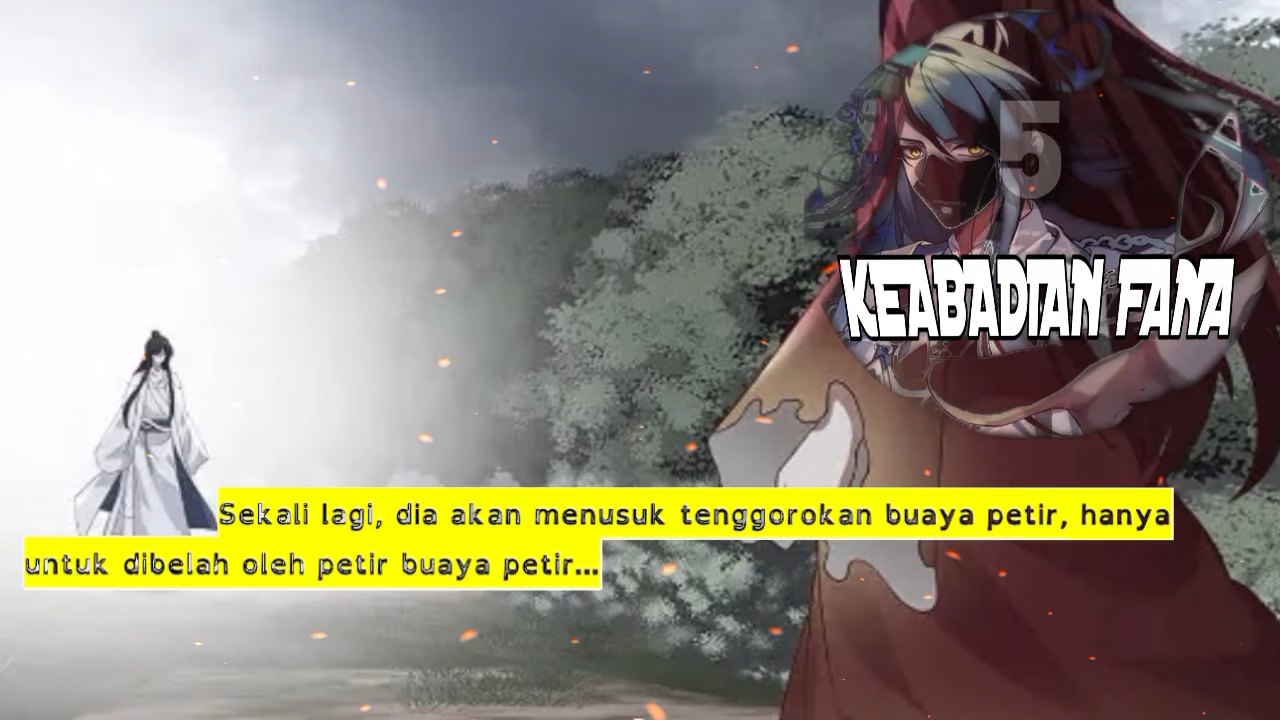 5
KEABADIAN FANA
Sekali lagi, dia akan menusuk tenggorokan buaya petir, hanya
untuk dibelah oleh petir buaya petir...